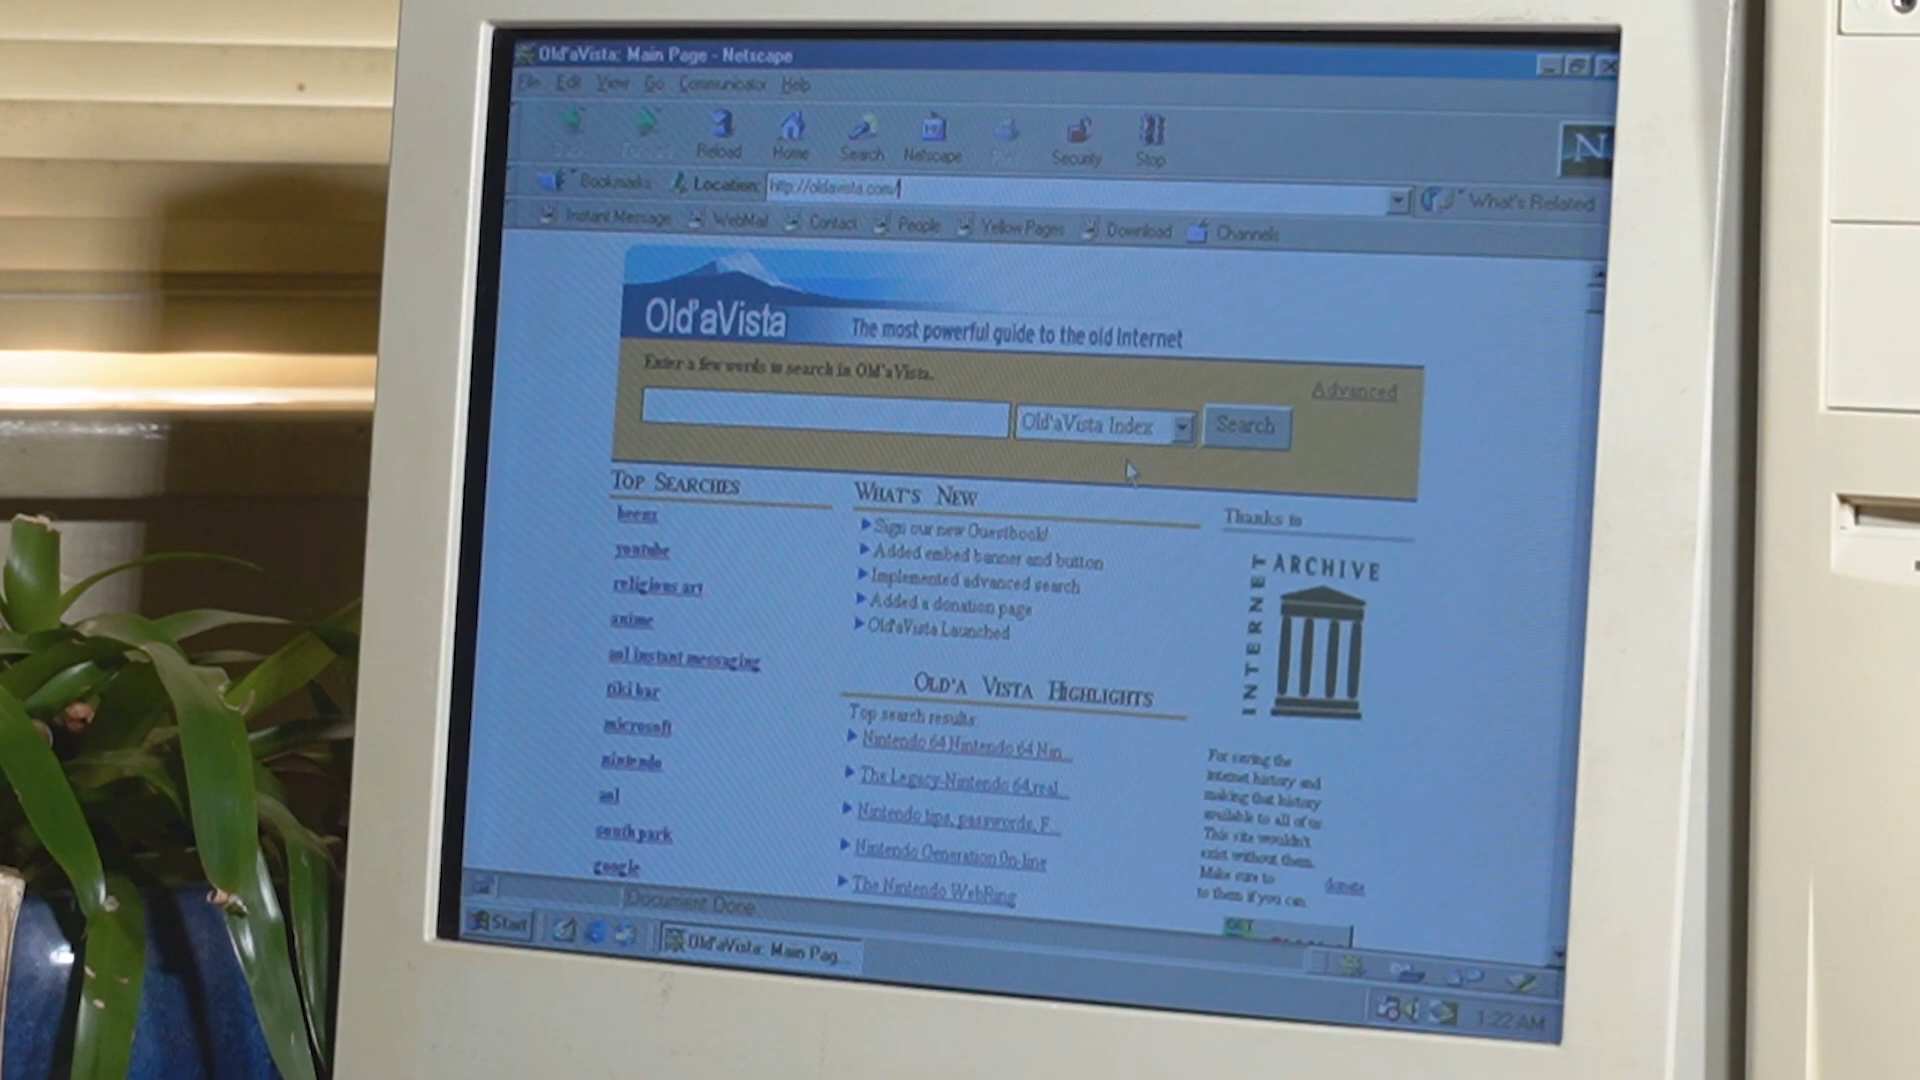 Old'aVista: Main Page - Netscape
File Edit View Go Communicator Help
Reload Home Search Netscape Security Stop
N
Bookmarks Location: http://oldavista.com/ What's Related
Instant Message WebMail Contact People Yellow Pages Download Channels
Old'aVista
The most powerful guide to the old Internet
Enter a few words to search in Old'aVista.
Advanced
Old'aVista Index Search
Top Searches
beenz
youtube
religious art
anime
aol instant messaging
tiki bar
microsoft
nintendo
aol
south park
google
What's New
Sign our new Guestbook!
Added embed banner and button
Implemented advanced search
Added a donation page
Old'aVista Launched
Old'a Vista Highlights
Top search results:
Nintendo 64 Nintendo 64 Nin...
The Legacy-Nintendo 64 real...
Nintendo tips, passwords, F...
Nintendo Generation On-line
The Nintendo WebRing
Thanks to
INTERNET ARCHIVE
For saving the
Internet history and
making that history
available to all of us.
This site wouldn't
exist without them.
Make sure to donate
to them if you can.
GET
Document: Done
Start Old'aVista: Main Pag...
1:22 AM